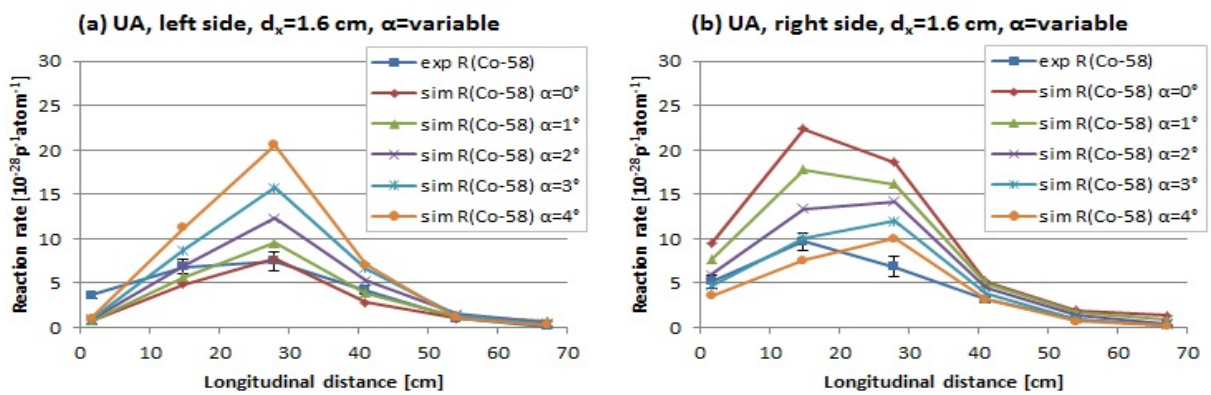 (a) UA, left side, dₓ=1.6 cm, α=variable
30
25
20
15
10
5
0
Reaction rate [10⁻²⁸p⁻¹atom⁻¹]
exp R(Co-58)
sim R(Co-58) α=0°
sim R(Co-58) α=1°
sim R(Co-58) α=2°
sim R(Co-58) α=3°
sim R(Co-58) α=4°
0 10 20 30 40 50 60 70
Longitudinal distance [cm]
(b) UA, right side, dₓ=1.6 cm, α=variable
30
25
20
15
10
5
0
Reaction rate [10⁻²⁸p⁻¹atom⁻¹]
exp R(Co-58)
sim R(Co-58) α=0°
sim R(Co-58) α=1°
sim R(Co-58) α=2°
sim R(Co-58) α=3°
sim R(Co-58) α=4°
0 10 20 30 40 50 60 70
Longitudinal distance [cm]